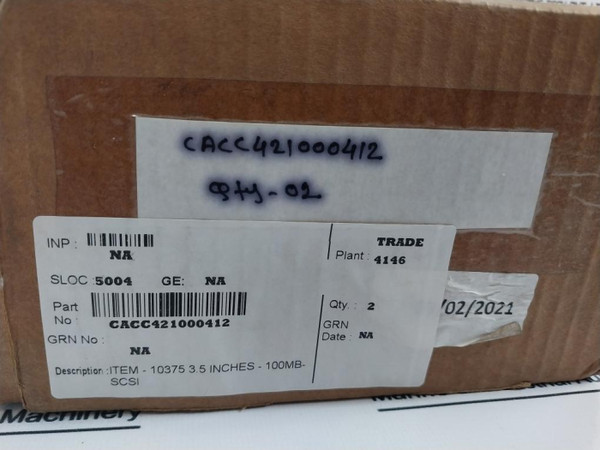 CACC421000412
Qty-02
INP :
NA
TRADE
Plant : 4146
SLOC :5004 GE: NA
Part No : CACC421000412
Qty. : 2
/02/2021
GRN Date : NA
GRN No :
NA
Description :ITEM - 10375 3.5 INCHES - 100MB-
SCSI
Machinery